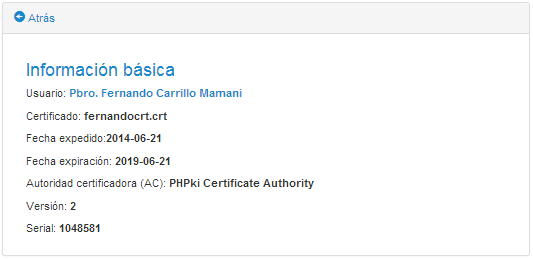 Atrás
Información básica
Usuario: Pbro. Fernando Carrillo Mamani
Certificado: fernandocrt.crt
Fecha expedido:2014-06-21
Fecha expiración: 2019-06-21
Autoridad certificadora (AC): PHPki Certificate Authority
Versión: 2
Serial: 1048581